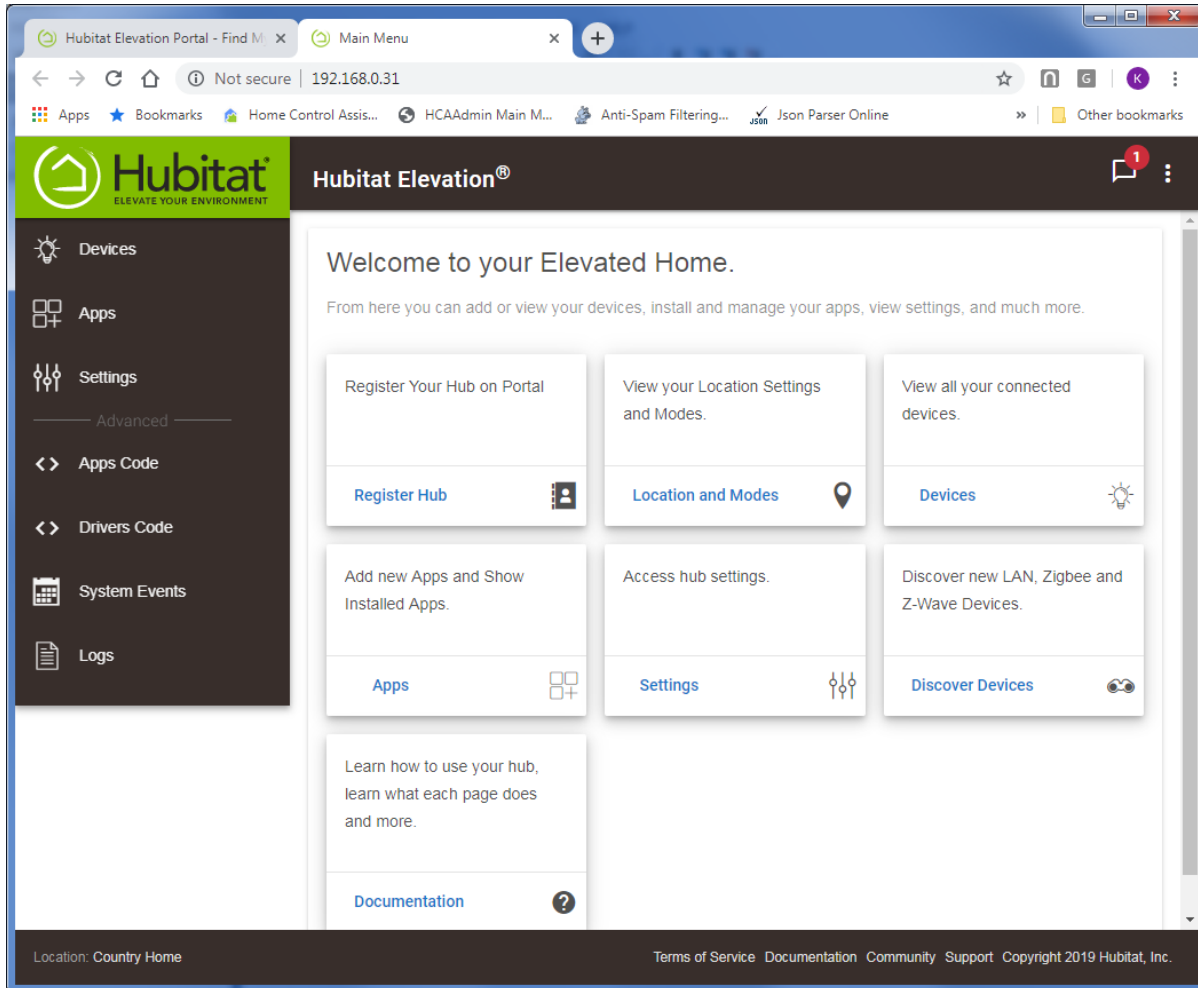 Hubitat Elevation Portal - Find M
Main Menu
Not secure | 192.168.0.31
G
K
Apps
Bookmarks
Home Control Assis...
HCAAdmin Main M...
Anti-Spam Filtering...
JSON
Json Parser Online
»
Other bookmarks
Hubitat®
ELEVATE YOUR ENVIRONMENT
Hubitat Elevation®
1
Devices
Apps
Settings
Advanced
Apps Code
Drivers Code
System Events
Logs
Welcome to your Elevated Home.
From here you can add or view your devices, install and manage your apps, view settings, and much more.
Register Your Hub on Portal
Register Hub
View your Location Settings
and Modes.
Location and Modes
View all your connected
devices.
Devices
Add new Apps and Show
Installed Apps.
Apps
Access hub settings.
Settings
Discover new LAN, Zigbee and
Z-Wave Devices.
Discover Devices
Learn how to use your hub,
learn what each page does
and more.
Documentation
Location: Country Home
Terms of Service Documentation Community Support Copyright 2019 Hubitat, Inc.